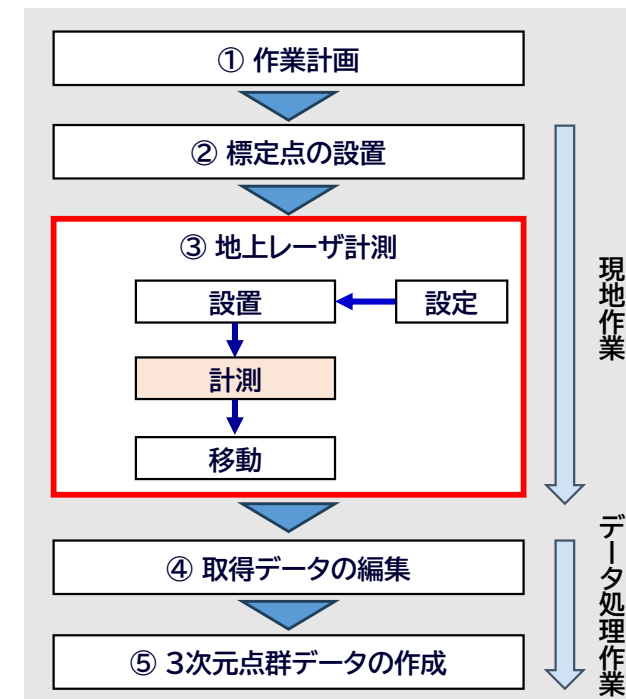 ① 作業計画
② 標定点の設置
③ 地上レーザ計測
設置
設定
計測
移動
④ 取得データの編集
⑤ 3次元点群データの作成
現地作業
データ処理作業